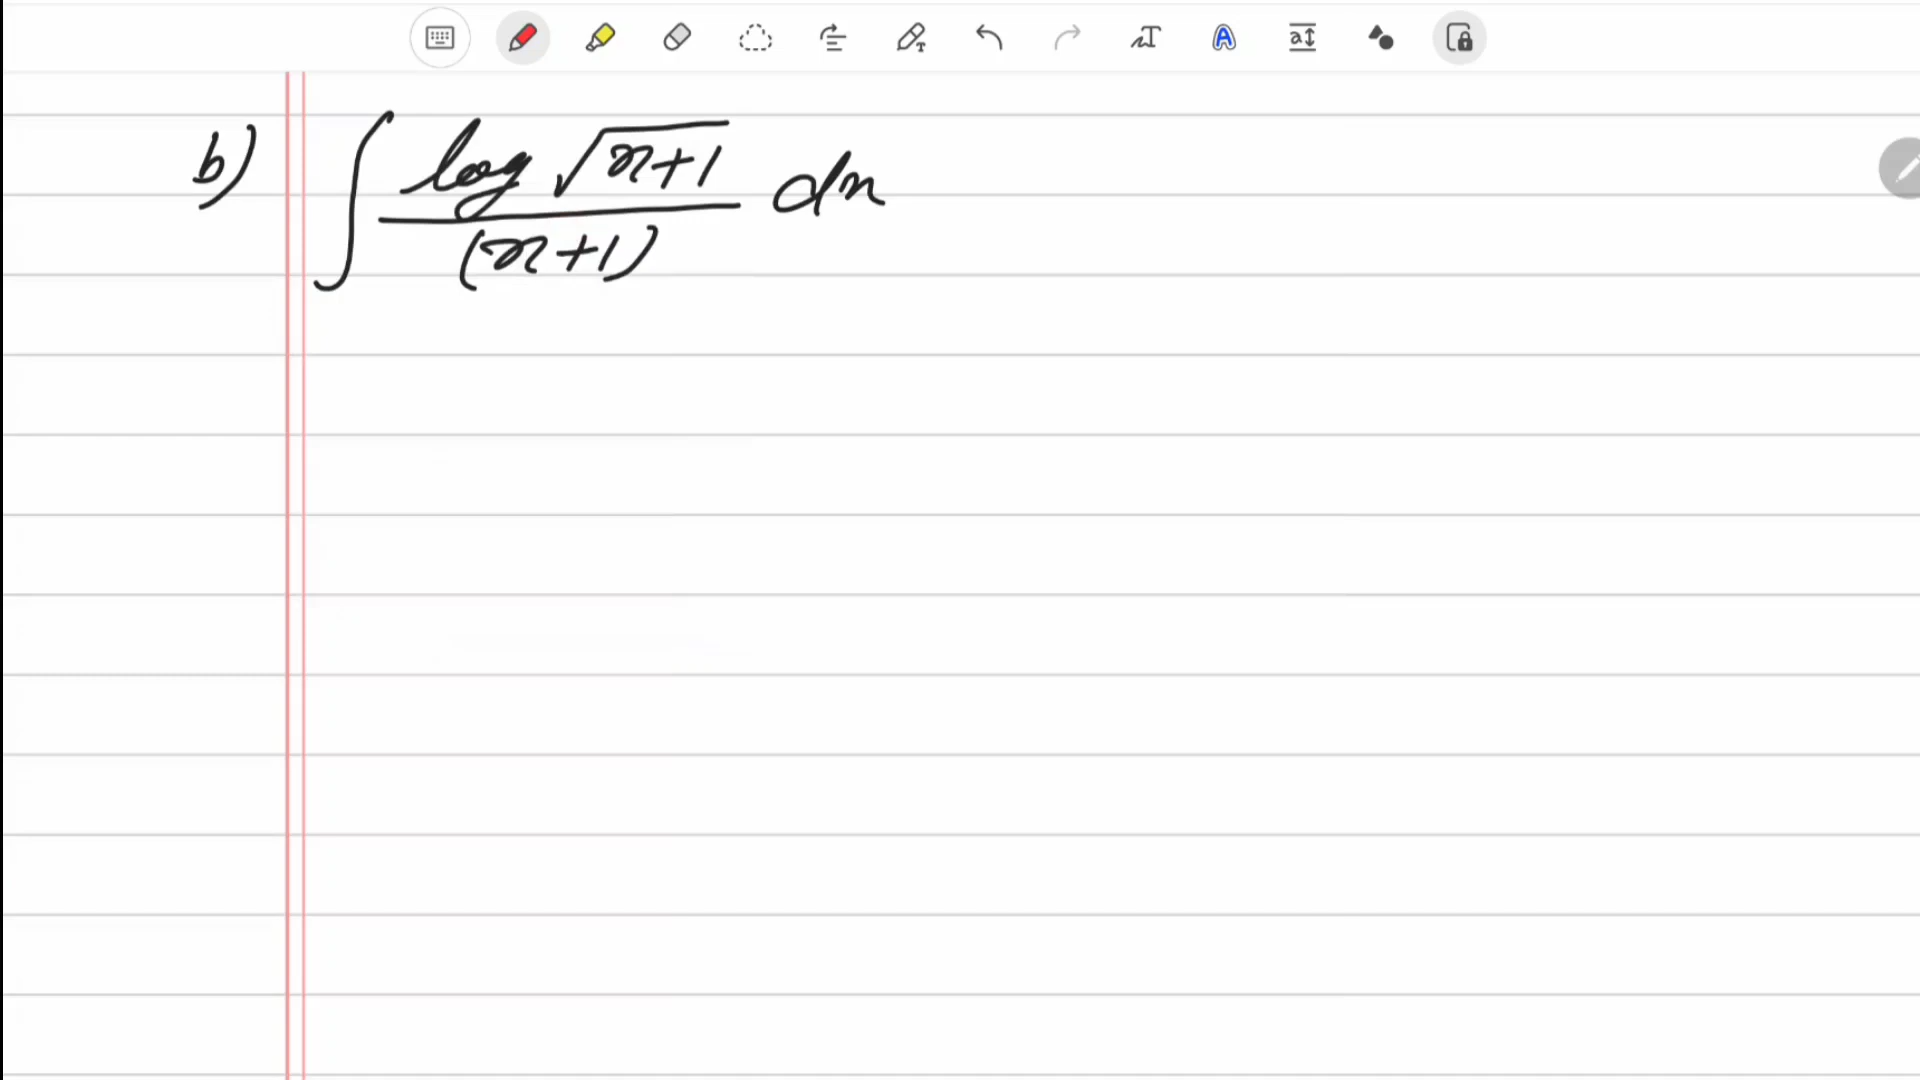 b) ∫ log √x+1 / (x+1) dx